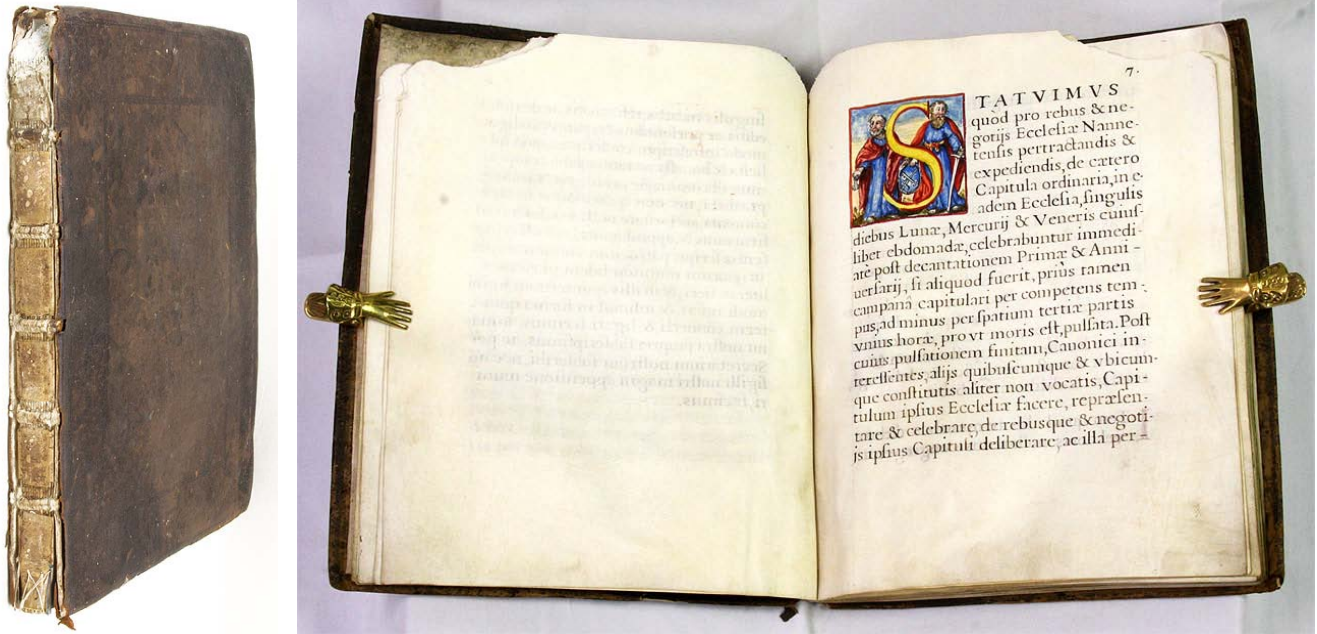 7.
STATVIMVS
quòd pro rebus & ne-
gotijs Ecclesiæ Nanne-
tensis pertractandis &
expediendis, de cætero
Capitula ordinaria, in e-
adem Ecclesia, singulis
diebus Lunæ, Mercurij & Veneris cuius-
libet ebdomadæ, celebrabuntur immedi-
atè post decantationem Primæ & Anni-
uersarij, si aliquod fuerit, priùs tamen
campanâ capitulari per competens tem-
pus, ad minus per spatium tertiæ partis
vnius horæ, pro vt moris est, pulsata. Post
cuius pulsationem finitam, Canonici in-
teressentes, alijs quibuscumque & vbicum-
que constitutis aliter non vocatis, Capi-
tulum ipsius Ecclesiæ facere, repræsen-
tare & celebrare, de rebusque & negoti-
js ipsius Capituli deliberare, ac illa per-